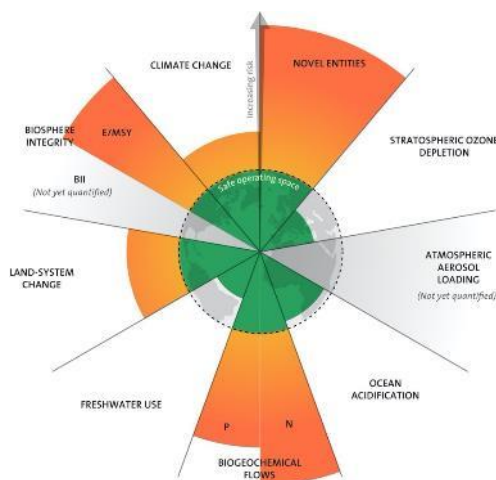 CLIMATE CHANGE
NOVEL ENTITIES
Increasing risk
BIOSPHERE
INTEGRITY
E/MSY
STRATOSPHERIC OZONE
DEPLETION
Safe operating space
BII
(Not yet quantified)
ATMOSPHERIC
AEROSOL
LOADING
(Not yet quantified)
LAND-SYSTEM
CHANGE
OCEAN
ACIDIFICATION
FRESHWATER USE
P
N
BIOGEOCHEMICAL
FLOWS